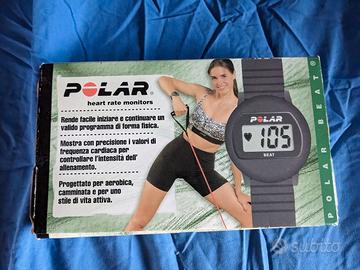 POLAR®
heart rate monitors
Rende facile iniziare e continuare un
valido programma di forma fisica.
Mostra con precisione i valori di
frequenza cardiaca per
controllare l'intensità dell'
allenamento.
Progettato per aerobica,
camminata e per uno
stile di vita attiva.
POLAR
105
BEAT
POLAR BEAT®
subito